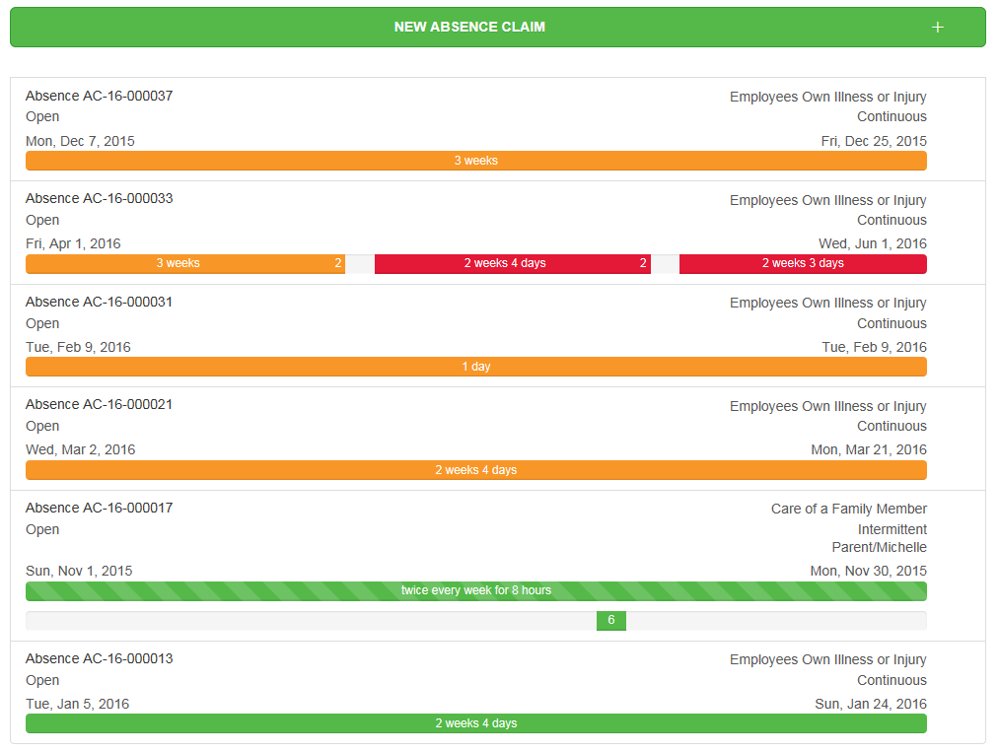 NEW ABSENCE CLAIM +
Absence AC-16-000037 Employees Own Illness or Injury
Open Continuous
Mon, Dec 7, 2015 Fri, Dec 25, 2015
3 weeks
Absence AC-16-000033 Employees Own Illness or Injury
Open Continuous
Fri, Apr 1, 2016 Wed, Jun 1, 2016
3 weeks 2 2 weeks 4 days 2 2 weeks 3 days
Absence AC-16-000031 Employees Own Illness or Injury
Open Continuous
Tue, Feb 9, 2016 Tue, Feb 9, 2016
1 day
Absence AC-16-000021 Employees Own Illness or Injury
Open Continuous
Wed, Mar 2, 2016 Mon, Mar 21, 2016
2 weeks 4 days
Absence AC-16-000017 Care of a Family Member
Open Intermittent
Parent/Michelle
Sun, Nov 1, 2015 Mon, Nov 30, 2015
twice every week for 8 hours
6
Absence AC-16-000013 Employees Own Illness or Injury
Open Continuous
Tue, Jan 5, 2016 Sun, Jan 24, 2016
2 weeks 4 days